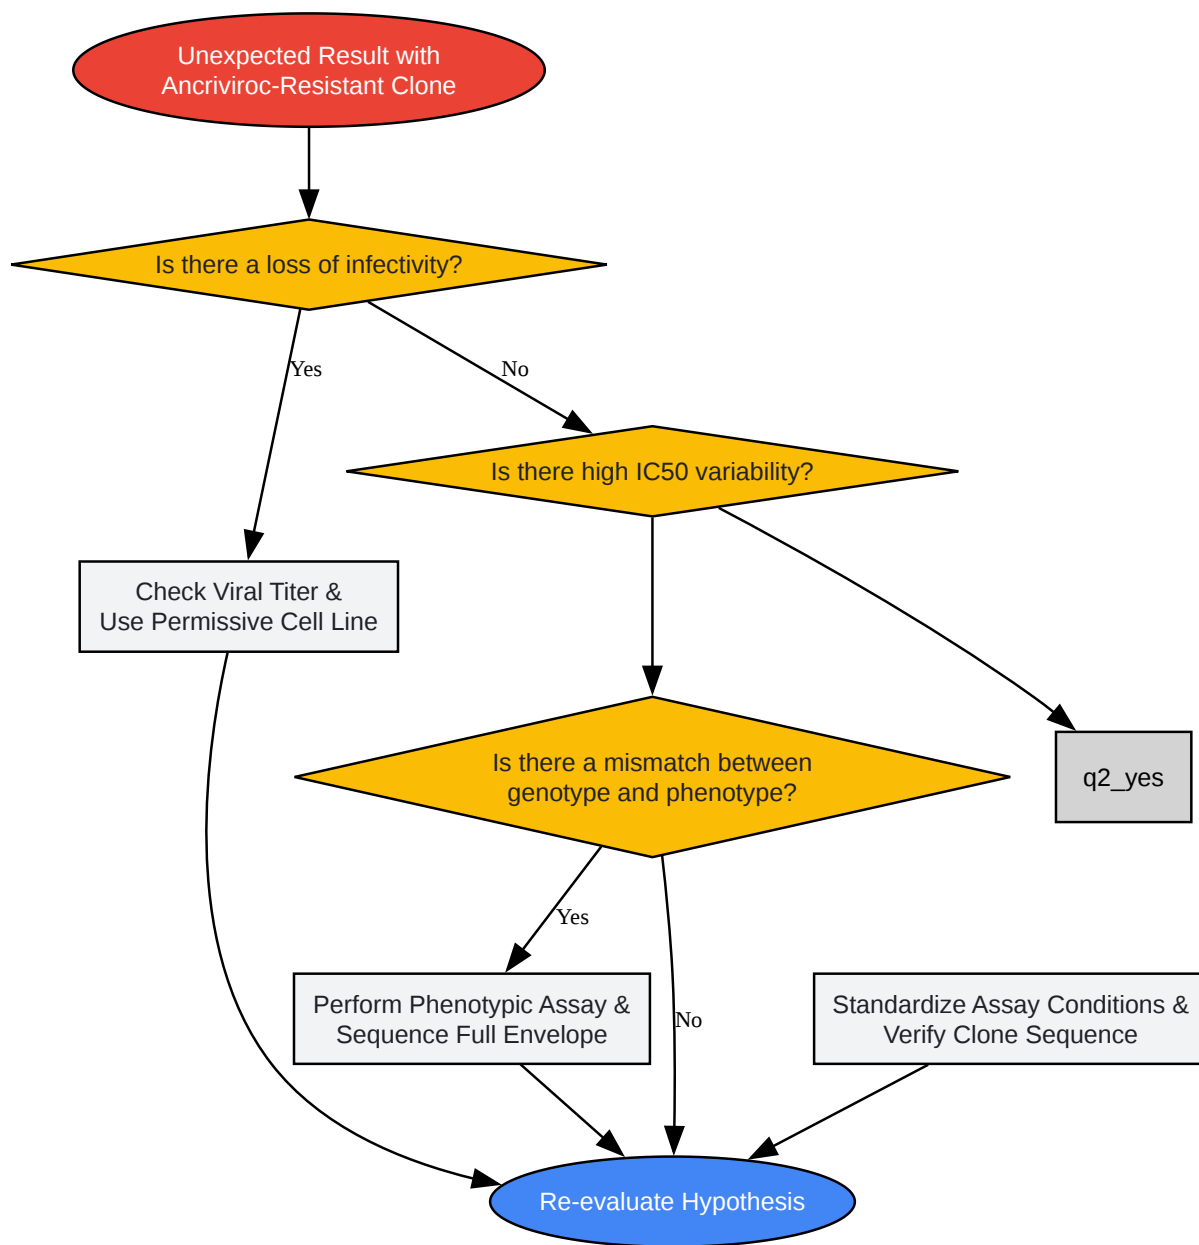 Unexpected Result with
Ancriviroc-Resistant Clone
Is there a loss of infectivity?
Yes
No
Is there high IC50 variability?
Check Viral Titer &
Use Permissive Cell Line
Is there a mismatch between
genotype and phenotype?
q2_yes
Yes
Perform Phenotypic Assay &
Sequence Full Envelope
No
Standardize Assay Conditions &
Verify Clone Sequence
Re-evaluate Hypothesis